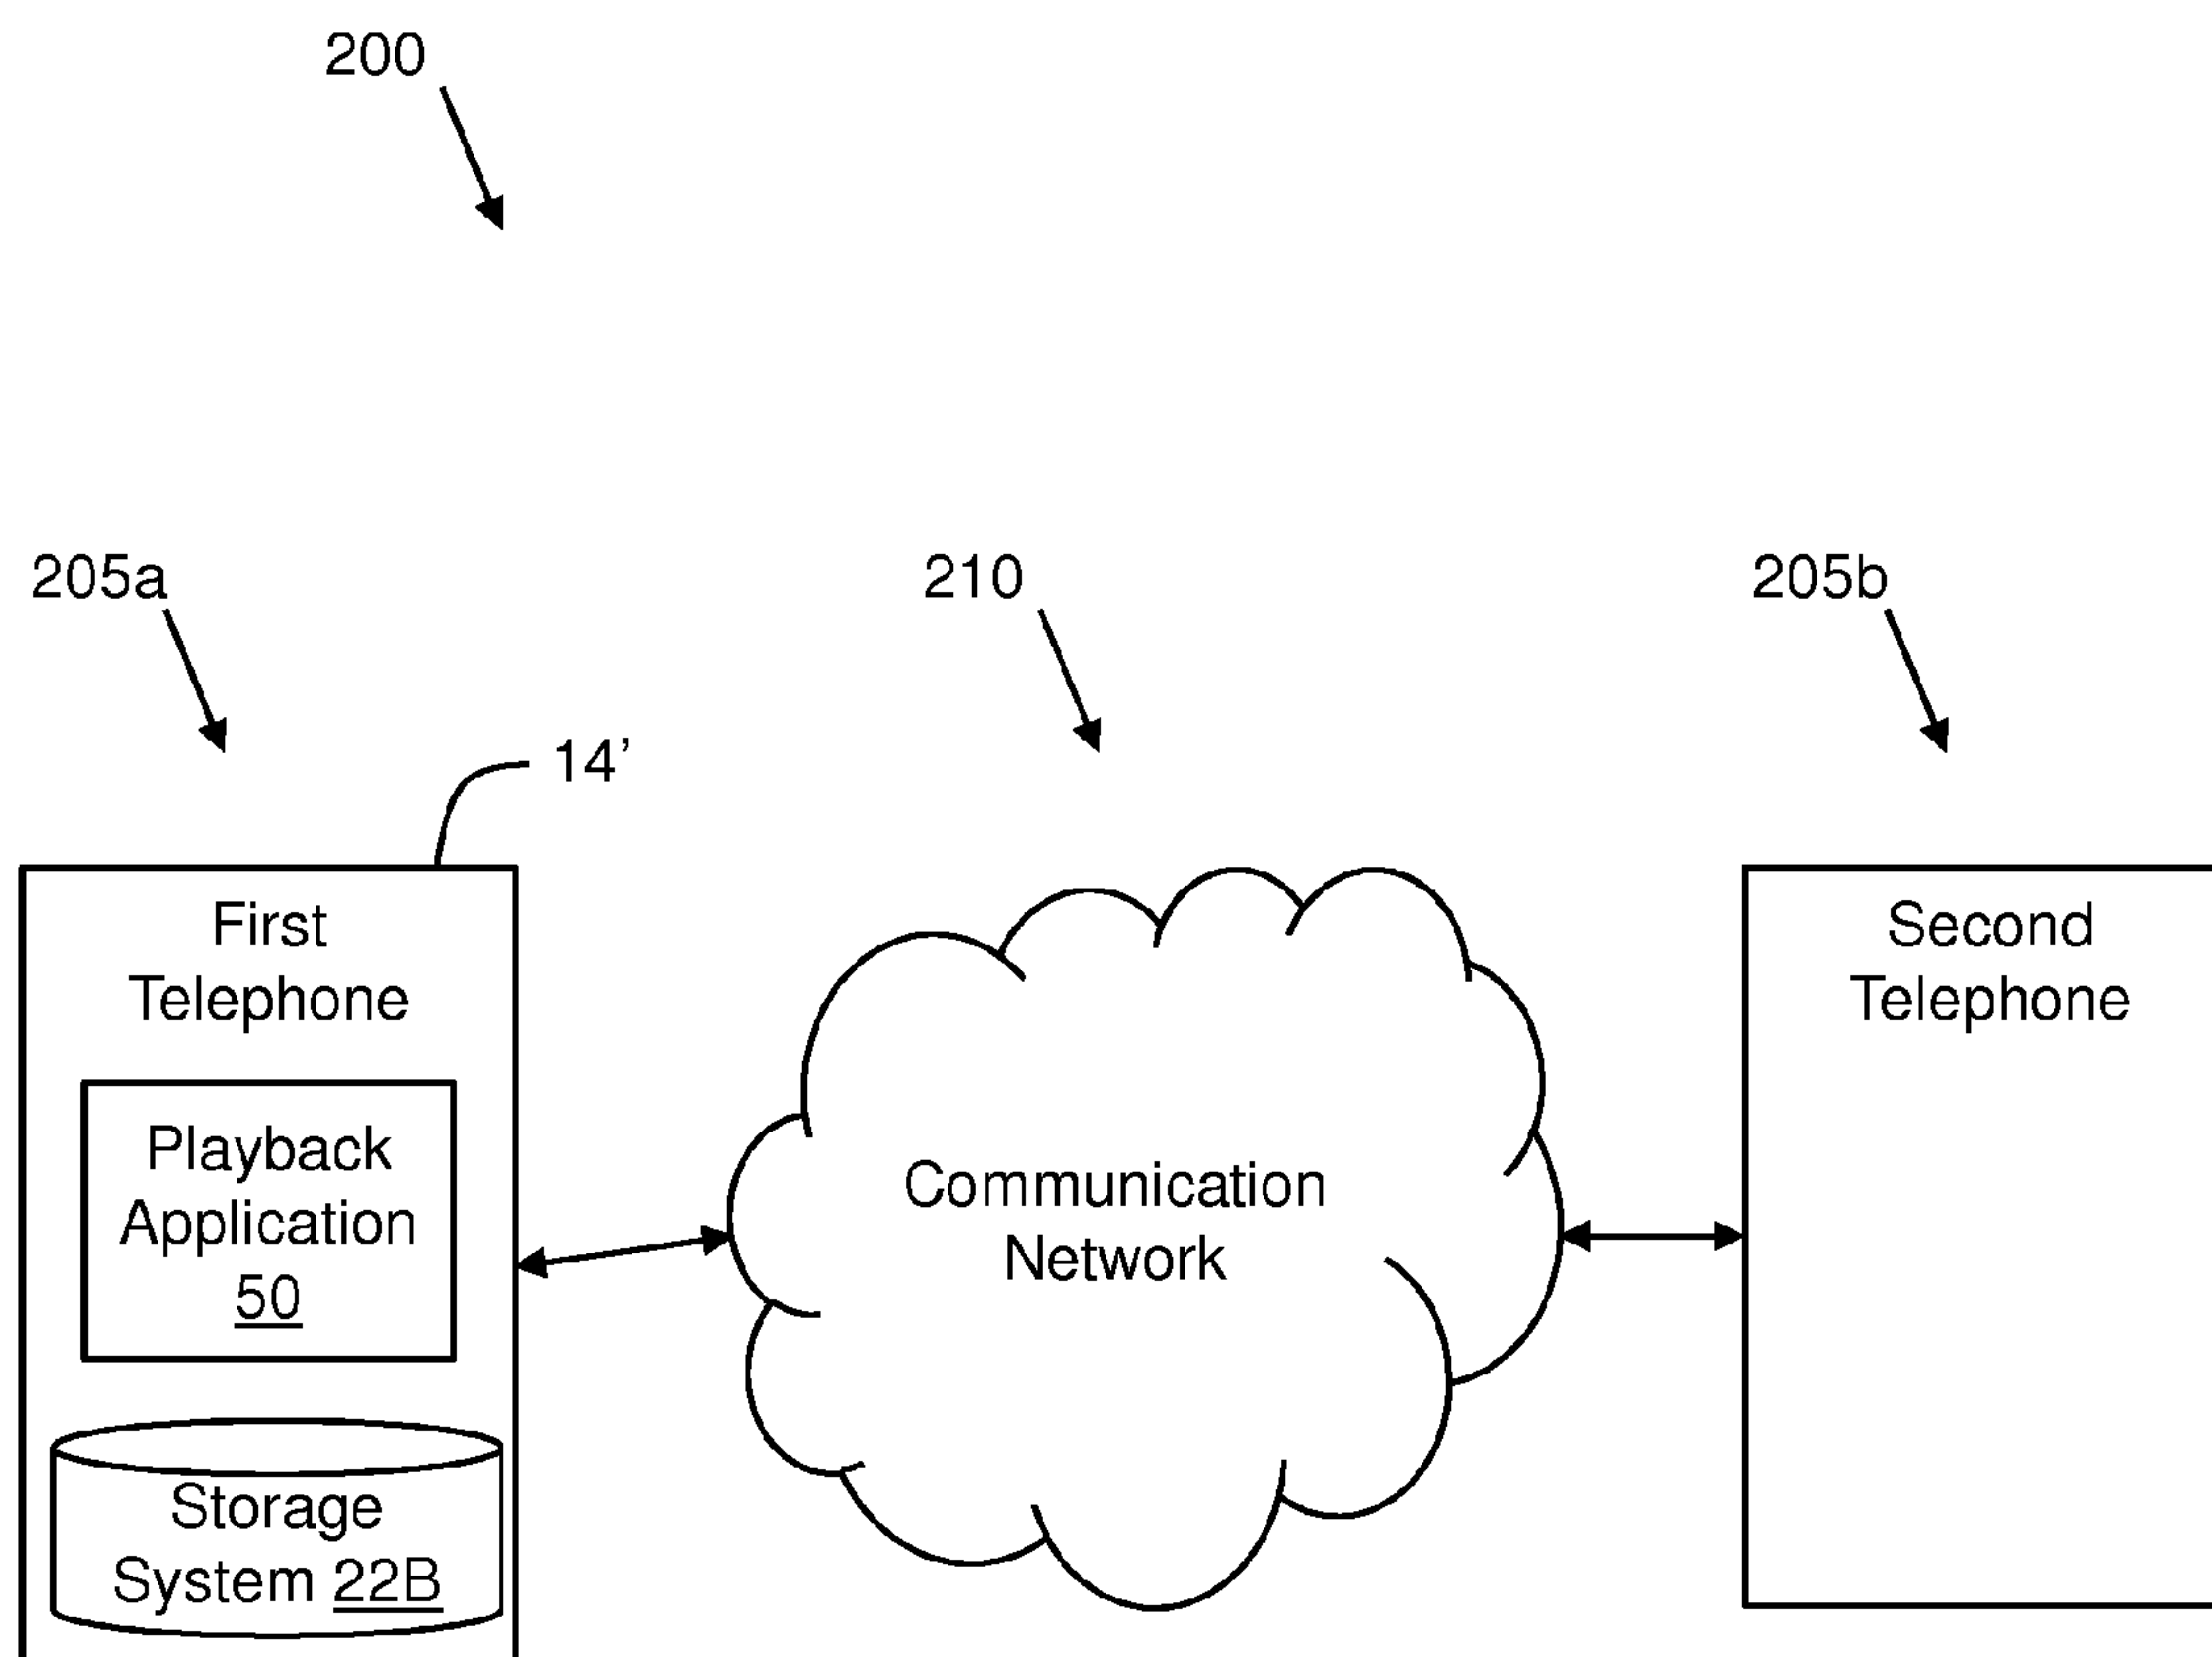 200
205a
210
205b
14’
First
Telephone
Playback
Application
50
Storage
System 22B
Communication
Network
Second
Telephone